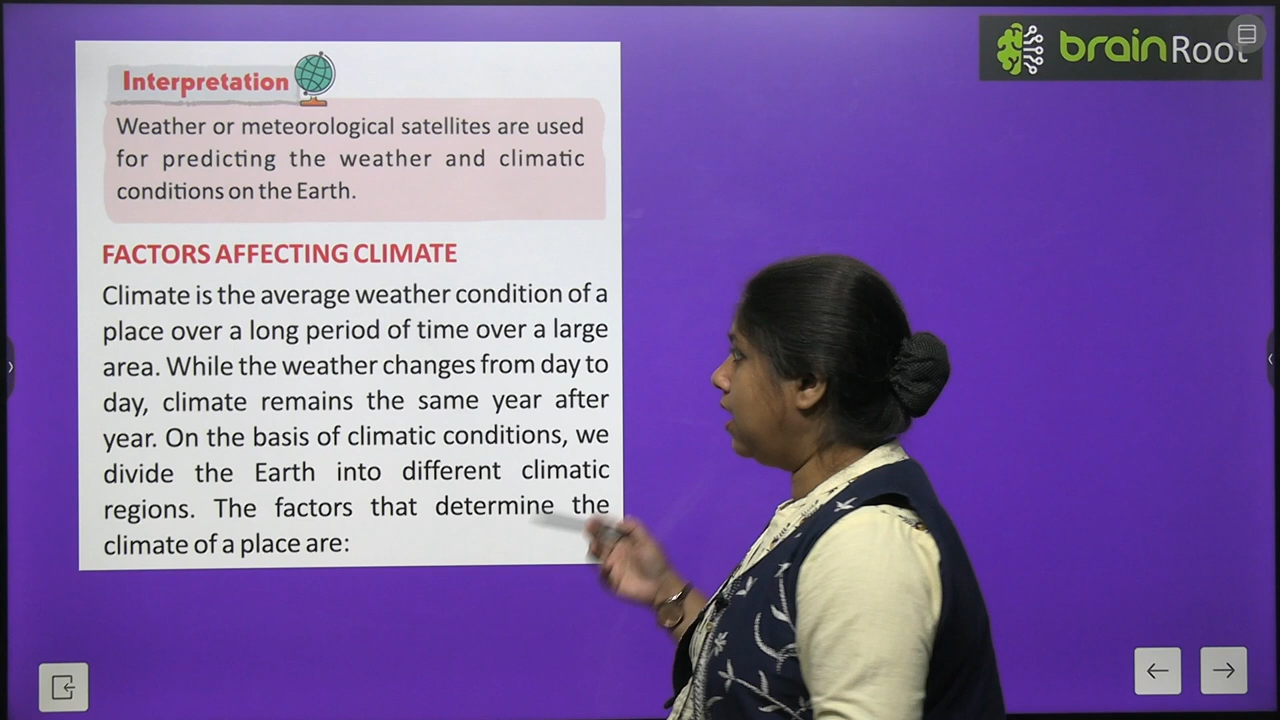 brainRoot
Interpretation
Weather or meteorological satellites are used
for predicting the weather and climatic
conditions on the Earth.
FACTORS AFFECTING CLIMATE
Climate is the average weather condition of a
place over a long period of time over a large
area. While the weather changes from day to
day, climate remains the same year after
year. On the basis of climatic conditions, we
divide the Earth into different climatic
regions. The factors that determine the
climate of a place are: